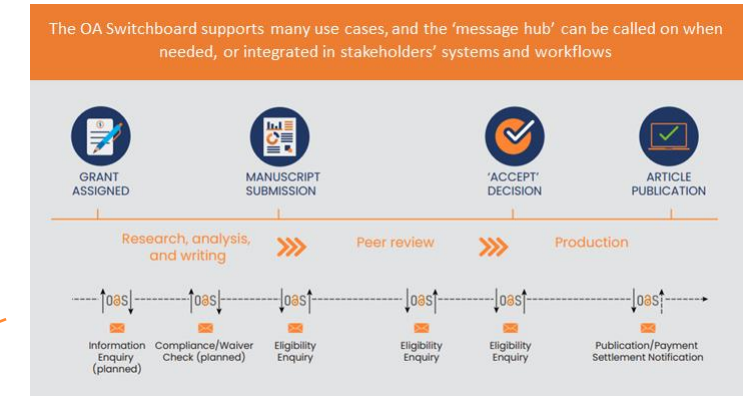 The OA Switchboard supports many use cases, and the ‘message hub’ can be called on when
needed, or integrated in stakeholders’ systems and workflows
GRANT
ASSIGNED
MANUSCRIPT
SUBMISSION
‘ACCEPT’
DECISION
ARTICLE
PUBLICATION
Research, analysis,
and writing
Peer review
Production
oas
oas
oas
oas
oas
oas
Information
Enquiry
(planned)
Compliance/Waiver
Check (planned)
Eligibility
Enquiry
Eligibility
Enquiry
Eligibility
Enquiry
Publication/Payment
Settlement Notification